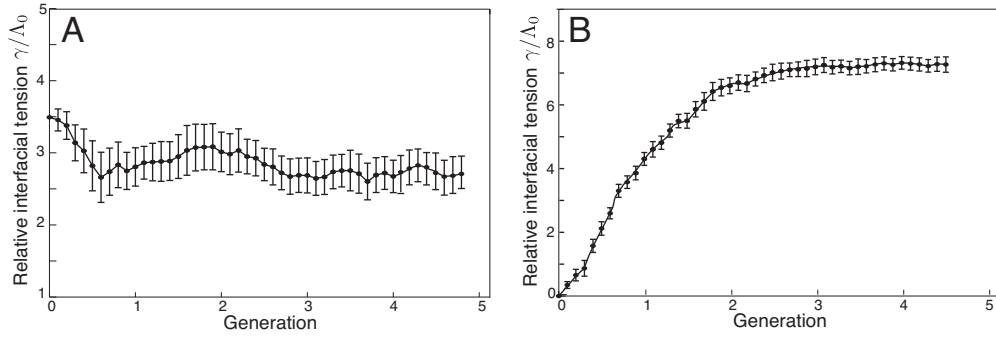 A
Relative interfacial tension γ/Λ₀
5
4
3
2
1
0 1 2 3 4 5
Generation
B
Relative interfacial tension γ/Λ₀
8
6
4
2
0
0 1 2 3 4 5
Generation